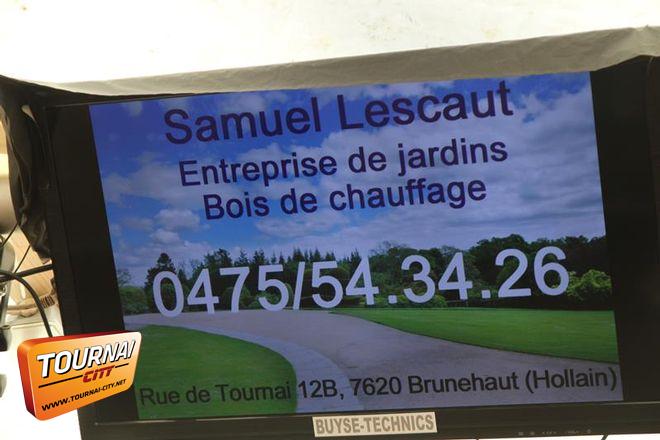 Samuel Lescaut
Entreprise de jardins
Bois de chauffage
0475/54.34.26
Rue de Tournai 12B, 7620 Brunehaut (Hollain)
BUYSE-TECHNICS
TOURNAI
CITY
WWW.TOURNAI-CITY.NET